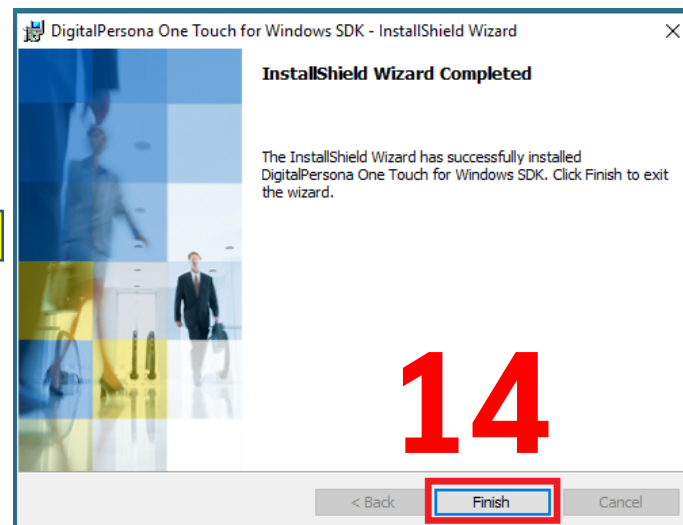 DigitalPersona One Touch for Windows SDK - InstallShield Wizard
InstallShield Wizard Completed
The InstallShield Wizard has successfully installed
DigitalPersona One Touch for Windows SDK. Click Finish to exit
the wizard.
14
< Back Finish Cancel